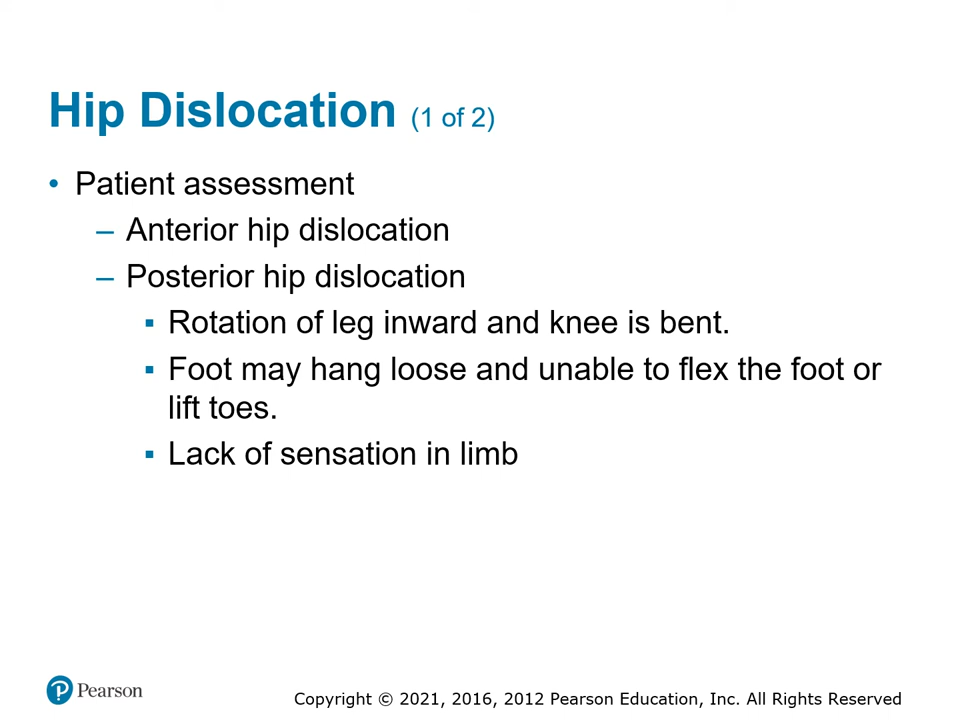 Hip Dislocation (1 of 2)
• Patient assessment
– Anterior hip dislocation
– Posterior hip dislocation
▪ Rotation of leg inward and knee is bent.
▪ Foot may hang loose and unable to flex the foot or
lift toes.
▪ Lack of sensation in limb
Pearson
Copyright © 2021, 2016, 2012 Pearson Education, Inc. All Rights Reserved